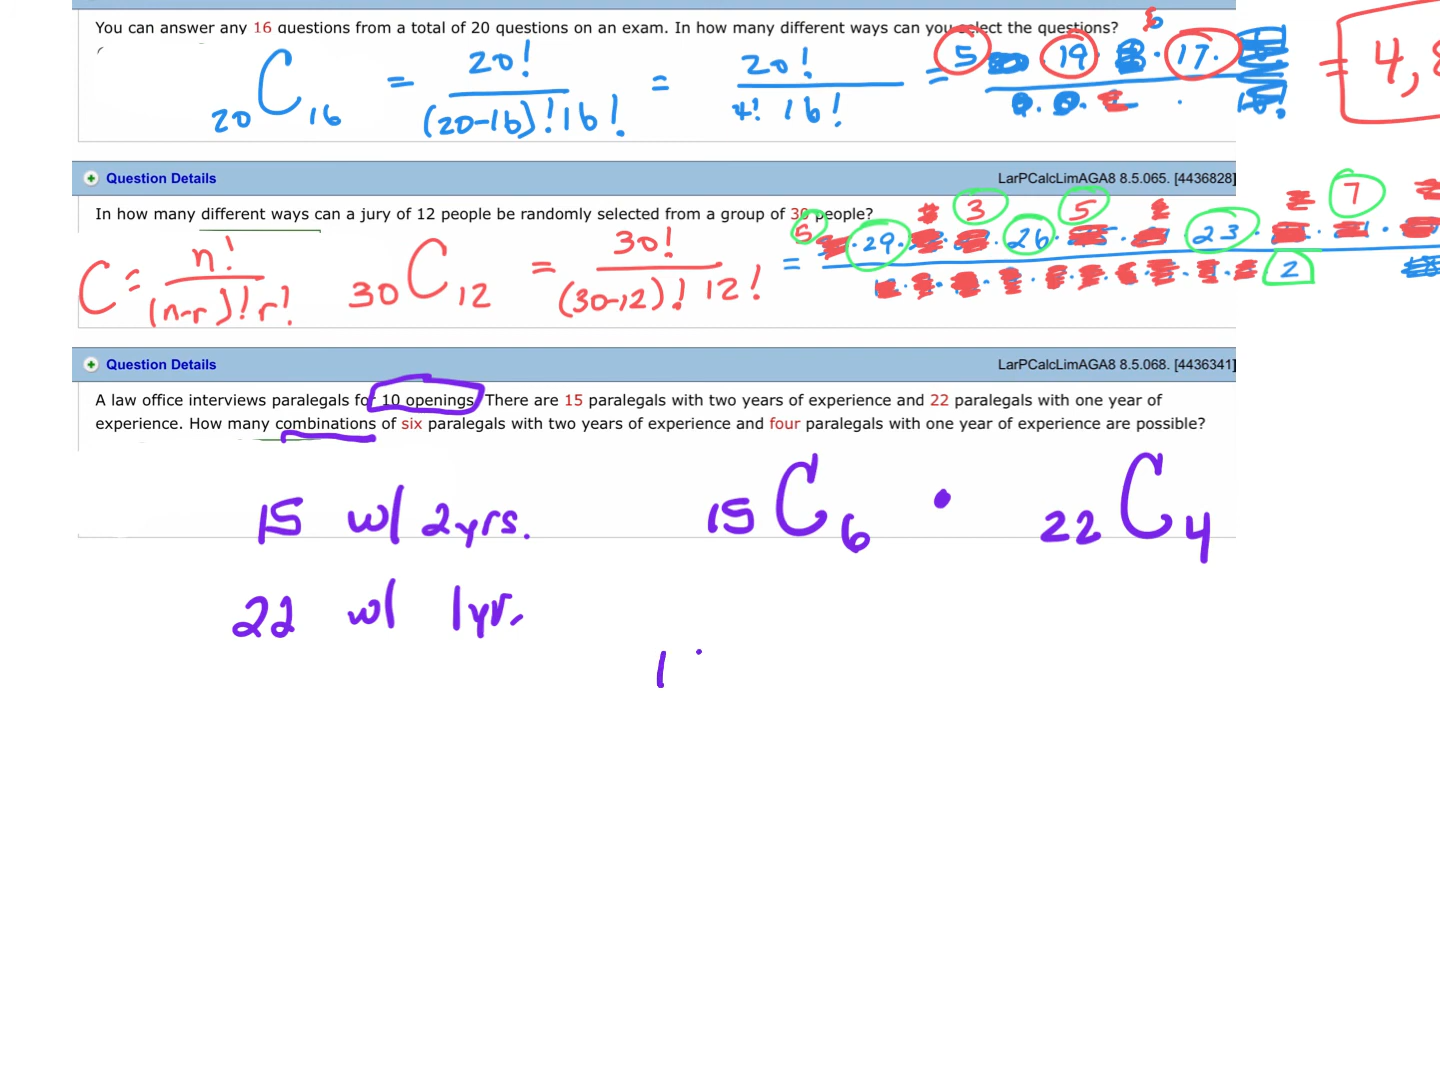 You can answer any 16 questions from a total of 20 questions on an exam. In how many different ways can you select the questions?
20C16 = 20!/(20-16)!16! = 20!/4! 16! = 5 19 · 6 · 17 · = 4,8
Question Details LarPCalcLimAGA8 8.5.065. [4436828]
In how many different ways can a jury of 12 people be randomly selected from a group of 30 people?
C = n!/(n-r)!r! 30C12 = 30!/(30-12)! 12! = 5 · 29 · 3 · 26 · 5 · 23 · 7 · / 2
Question Details LarPCalcLimAGA8 8.5.068. [4436341]
A law office interviews paralegals for 10 openings. There are 15 paralegals with two years of experience and 22 paralegals with one year of
experience. How many combinations of six paralegals with two years of experience and four paralegals with one year of experience are possible?
15 w/ 2yrs. 15C6 · 22C4
22 w/ 1yr.
1